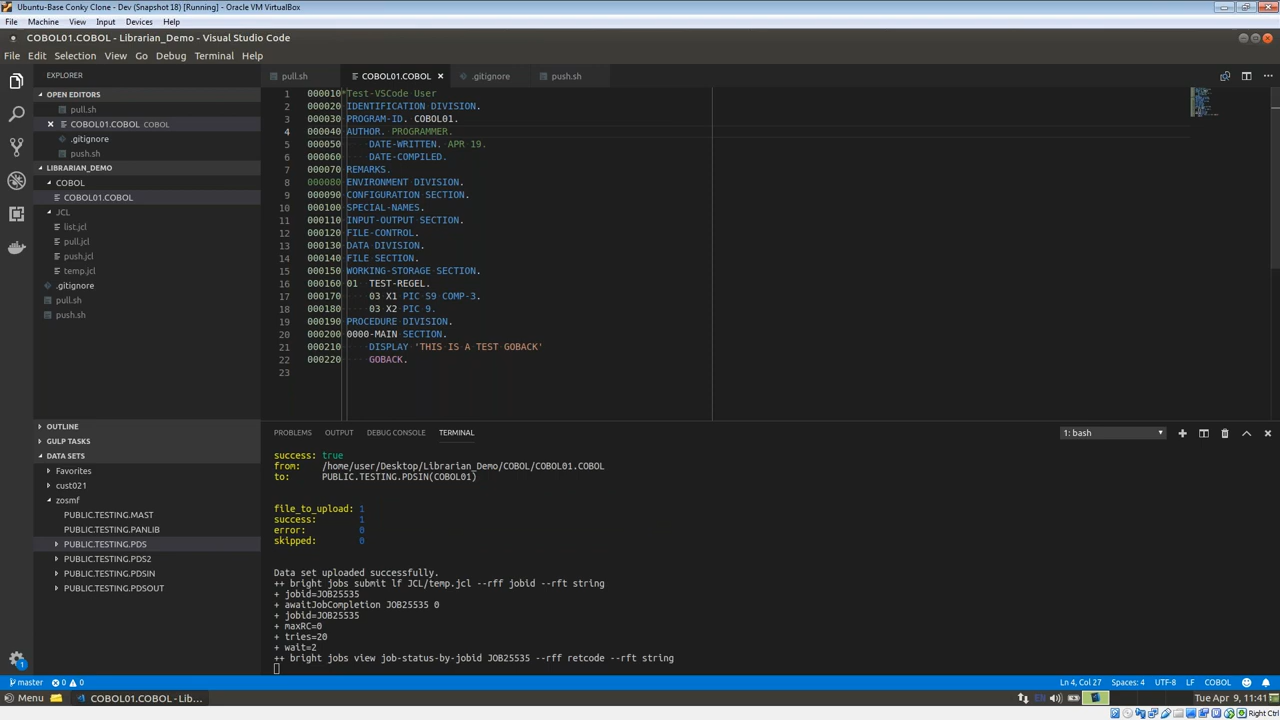 Ubuntu-Base Conky Clone - Dev (Snapshot 18) [Running] - Oracle VM VirtualBox
File Machine View Input Devices Help
COBOL01.COBOL - Librarian_Demo - Visual Studio Code
File Edit Selection View Go Debug Terminal Help
EXPLORER
OPEN EDITORS
pull.sh
COBOL01.COBOL COBOL
.gitignore
push.sh
LIBRARIAN_DEMO
COBOL
COBOL01.COBOL
JCL
list.jcl
pull.jcl
push.jcl
temp.jcl
.gitignore
pull.sh
push.sh
OUTLINE
GULP TASKS
DATA SETS
Favorites
cust021
zosmf
PUBLIC.TESTING.MAST
PUBLIC.TESTING.PANLIB
PUBLIC.TESTING.PDS
PUBLIC.TESTING.PDS2
PUBLIC.TESTING.PDSIN
PUBLIC.TESTING.PDSOUT
pull.sh COBOL01.COBOL .gitignore push.sh
1 000010*Test-VSCode User
2 000020 IDENTIFICATION DIVISION.
3 000030 PROGRAM-ID. COBOL01.
4 000040 AUTHOR. PROGRAMMER.
5 000050 DATE-WRITTEN. APR 19.
6 000060 DATE-COMPILED.
7 000070 REMARKS.
8 000080 ENVIRONMENT DIVISION.
9 000090 CONFIGURATION SECTION.
10 000100 SPECIAL-NAMES.
11 000110 INPUT-OUTPUT SECTION.
12 000120 FILE-CONTROL.
13 000130 DATA DIVISION.
14 000140 FILE SECTION.
15 000150 WORKING-STORAGE SECTION.
16 000160 01 TEST-REGEL.
17 000170 03 X1 PIC S9 COMP-3.
18 000180 03 X2 PIC 9.
19 000190 PROCEDURE DIVISION.
20 000200 0000-MAIN SECTION.
21 000210 DISPLAY 'THIS IS A TEST GOBACK'
22 000220 GOBACK.
23
PROBLEMS OUTPUT DEBUG CONSOLE TERMINAL 1: bash
success: true
from: /home/user/Desktop/Librarian_Demo/COBOL/COBOL01.COBOL
to: PUBLIC.TESTING.PDSIN(COBOL01)
file_to_upload: 1
success: 1
error: 0
skipped: 0
Data set uploaded successfully.
++ bright jobs submit lf JCL/temp.jcl --rff jobid --rft string
+ jobid=JOB25535
+ awaitJobCompletion JOB25535 0
+ jobid=JOB25535
+ maxRC=0
+ tries=20
+ wait=2
++ bright jobs view job-status-by-jobid JOB25535 --rff retcode --rft string
1
master 0 0 Ln 4, Col 27 Spaces: 4 UTF-8 LF COBOL
Menu COBOL01.COBOL - Lib... EN Tue Apr 9, 11:41
Right Ctrl